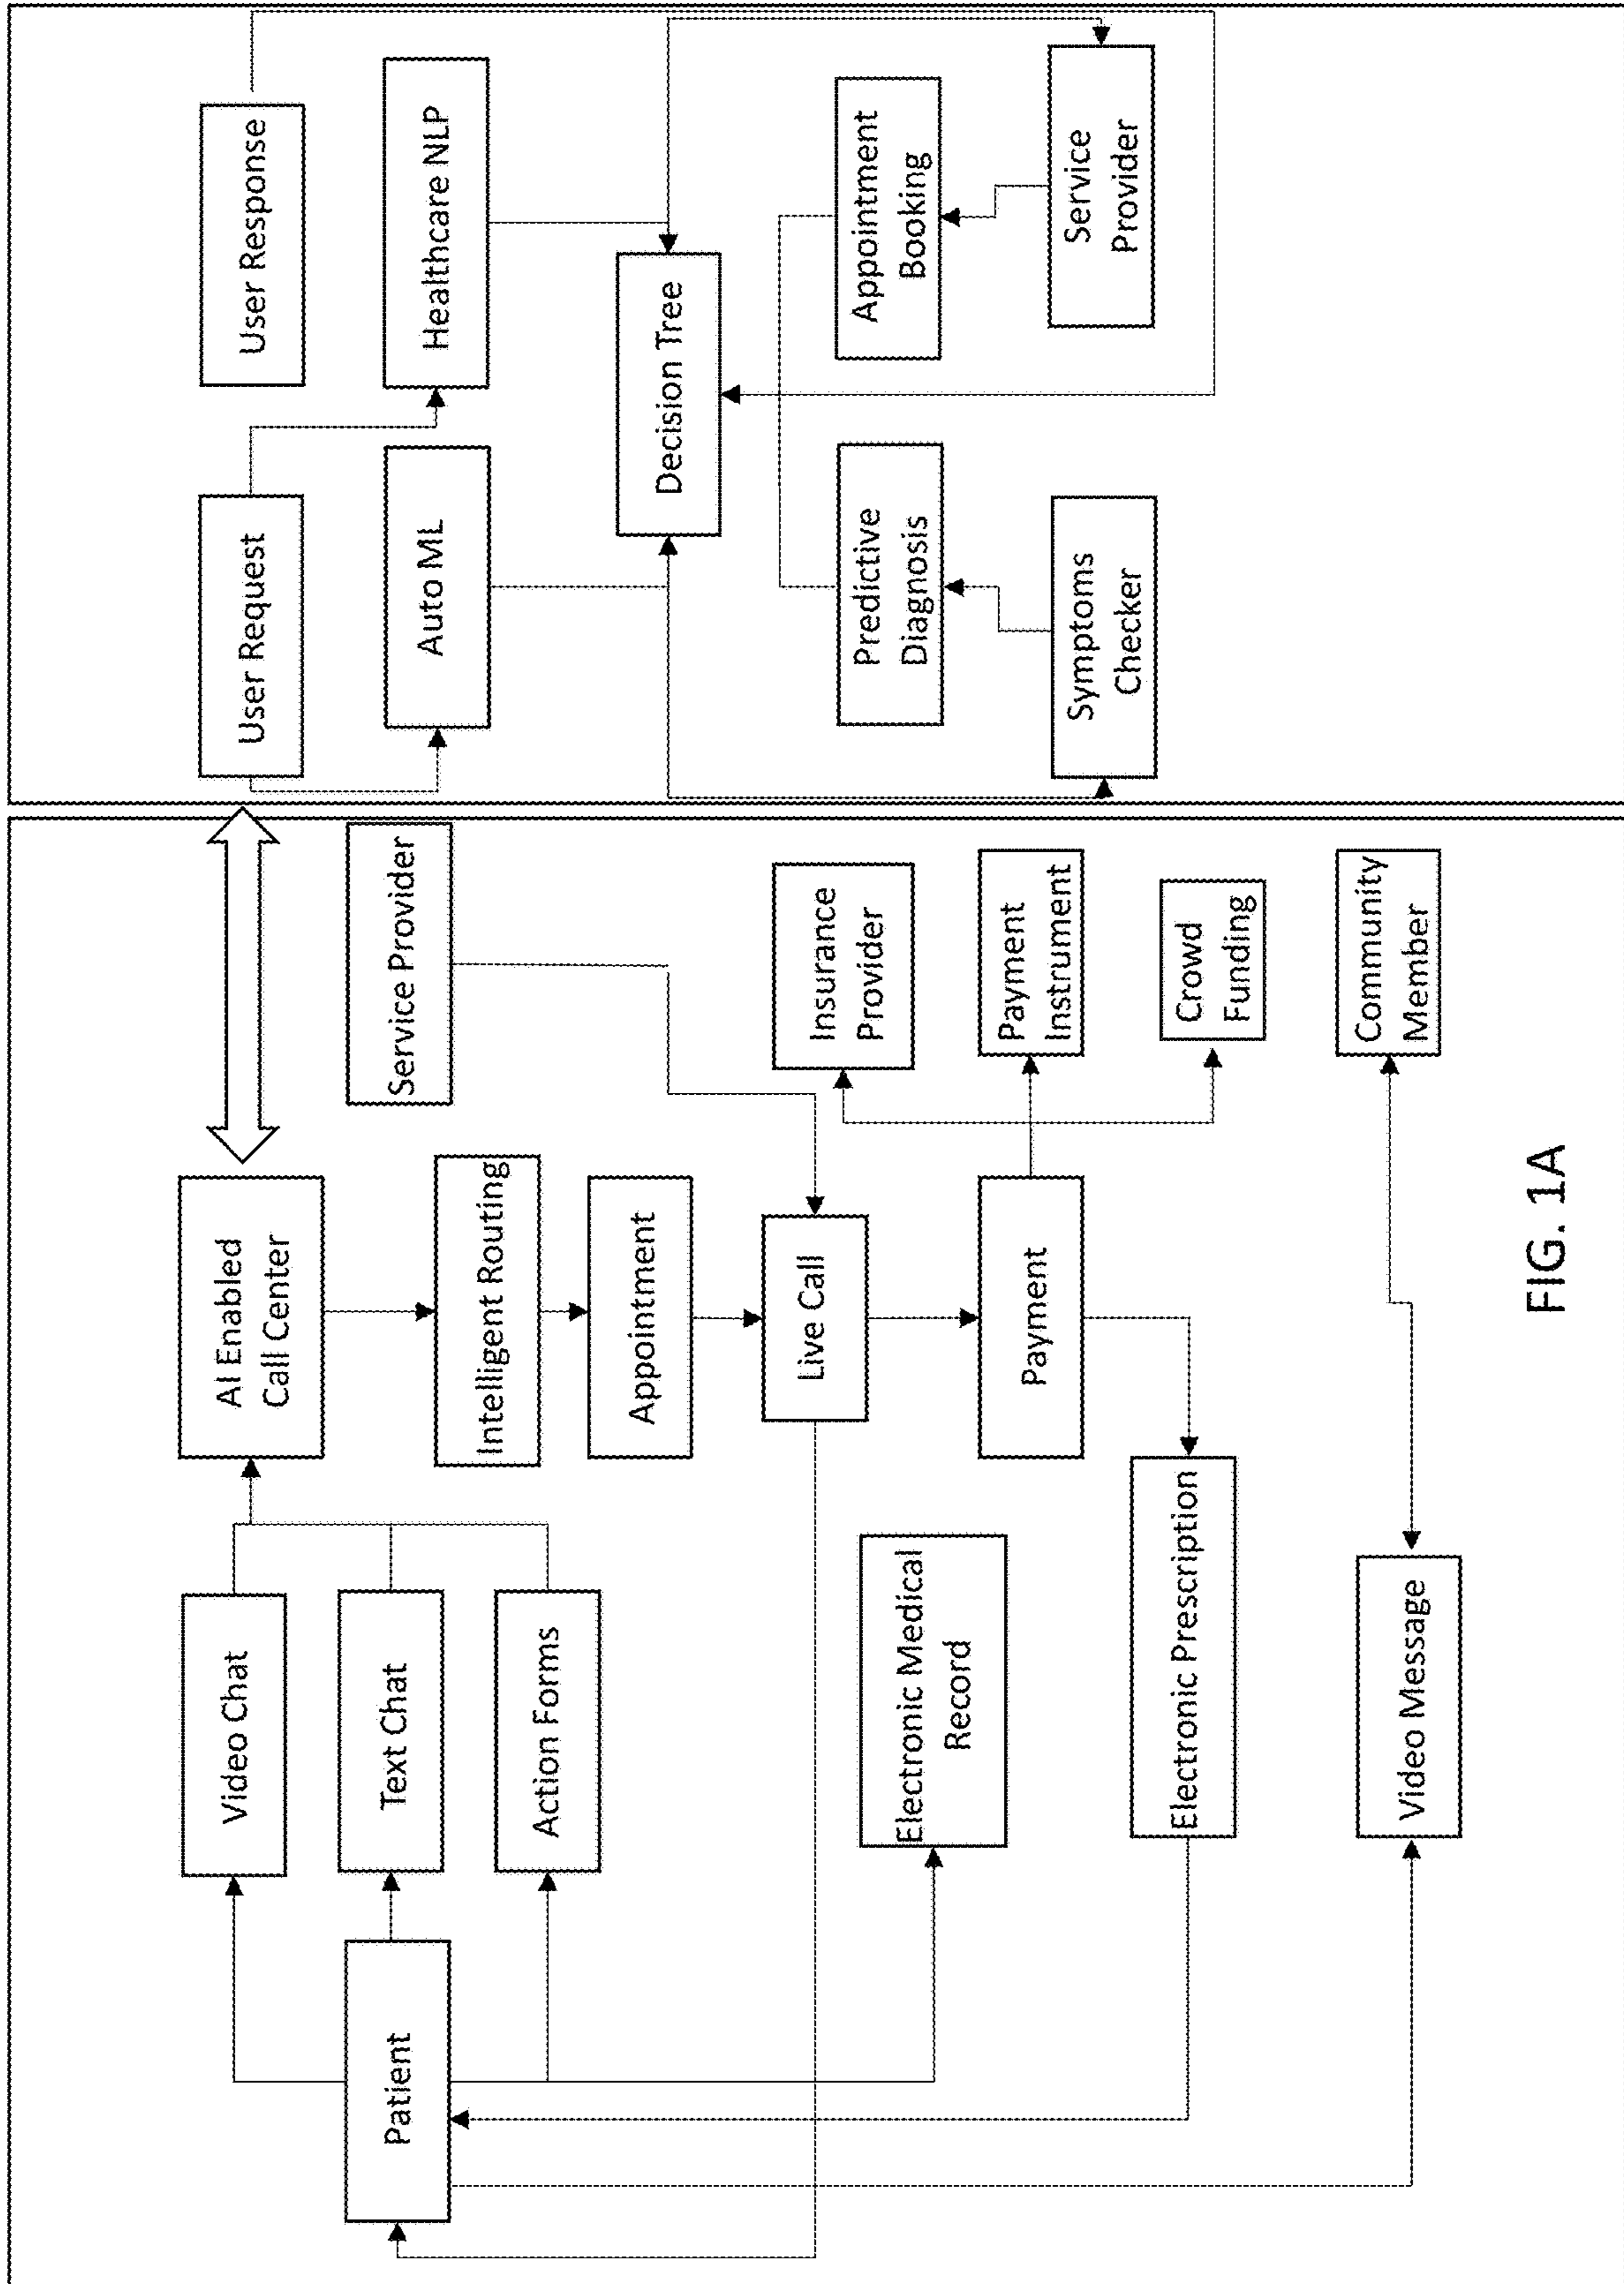 Patient
Video Chat
Text Chat
Action Forms
Electronic Medical
Record
Electronic Prescription
Video Message
AI Enabled
Call Center
Intelligent Routing
Appointment
Live Call
Payment
Service Provider
Insurance
Provider
Payment
Instrument
Crowd
Funding
Community
Member
User Request
User Response
Auto ML
Healthcare NLP
Decision Tree
Predictive
Diagnosis
Appointment
Booking
Symptoms
Checker
Service
Provider
FIG. 1A